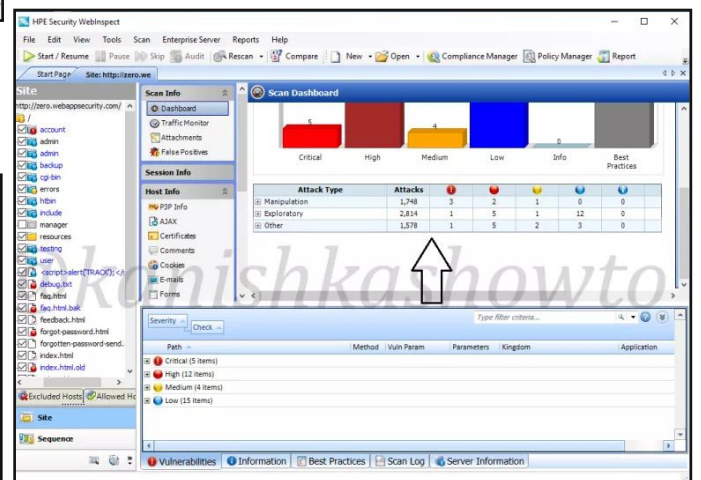 HPE Security WebInspect
File Edit View Tools Scan Enterprise Server Reports Help
Start / Resume Pause Skip Audit Rescan Compare New Open Compliance Manager Policy Manager Report
Start Page Site: http://zero.we
Site
http://zero.webappsecurity.com/
/
account
admin
admin
backup
cgi-bin
errors
htbin
include
manager
resources
testing
user
<script>alert('TRACK');</s
debug.txt
faq.html
faq.html.bak
feedback.html
forgot-password.html
forgotten-password-send.
index.html
index.html.old
Excluded Hosts Allowed Ho
Site
Sequence
Scan Info
Dashboard
Traffic Monitor
Attachments
False Positives
Session Info
Host Info
P3P Info
AJAX
Certificates
Comments
Cookies
E-mails
Forms
Scan Dashboard
5 4 0
Critical High Medium Low Info Best
Practices
Attack Type Attacks
Manipulation 1,748 3 2 1 0 0
Exploratory 2,814 1 5 1 12 0
Other 1,578 1 5 2 3 0
konishkashowto
Severity
Check
Type filter criteria...
Path Method Vuln Param Parameters Kingdom Application
Critical (5 items)
High (12 items)
Medium (4 items)
Low (15 items)
Vulnerabilities Information Best Practices Scan Log Server Information